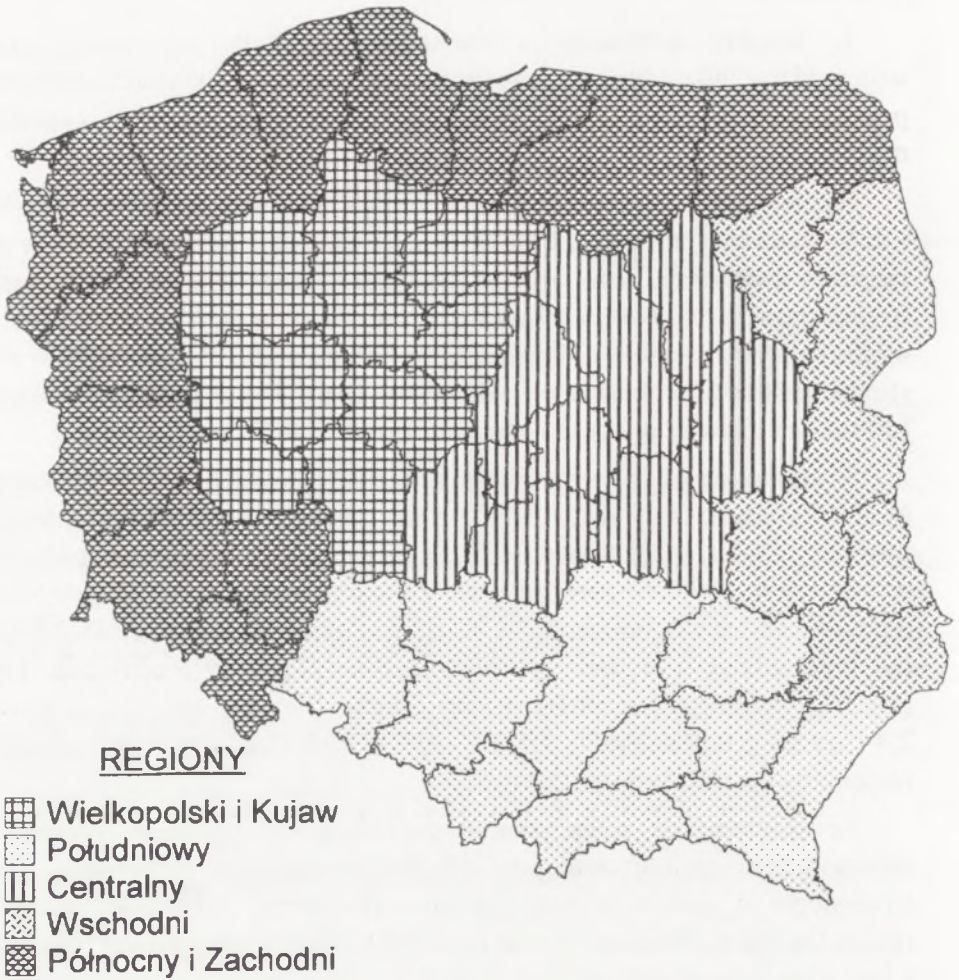 REGIONY
Wielkopolski i Kujaw
Południowy
Centralny
Wschodni
Północny i Zachodni